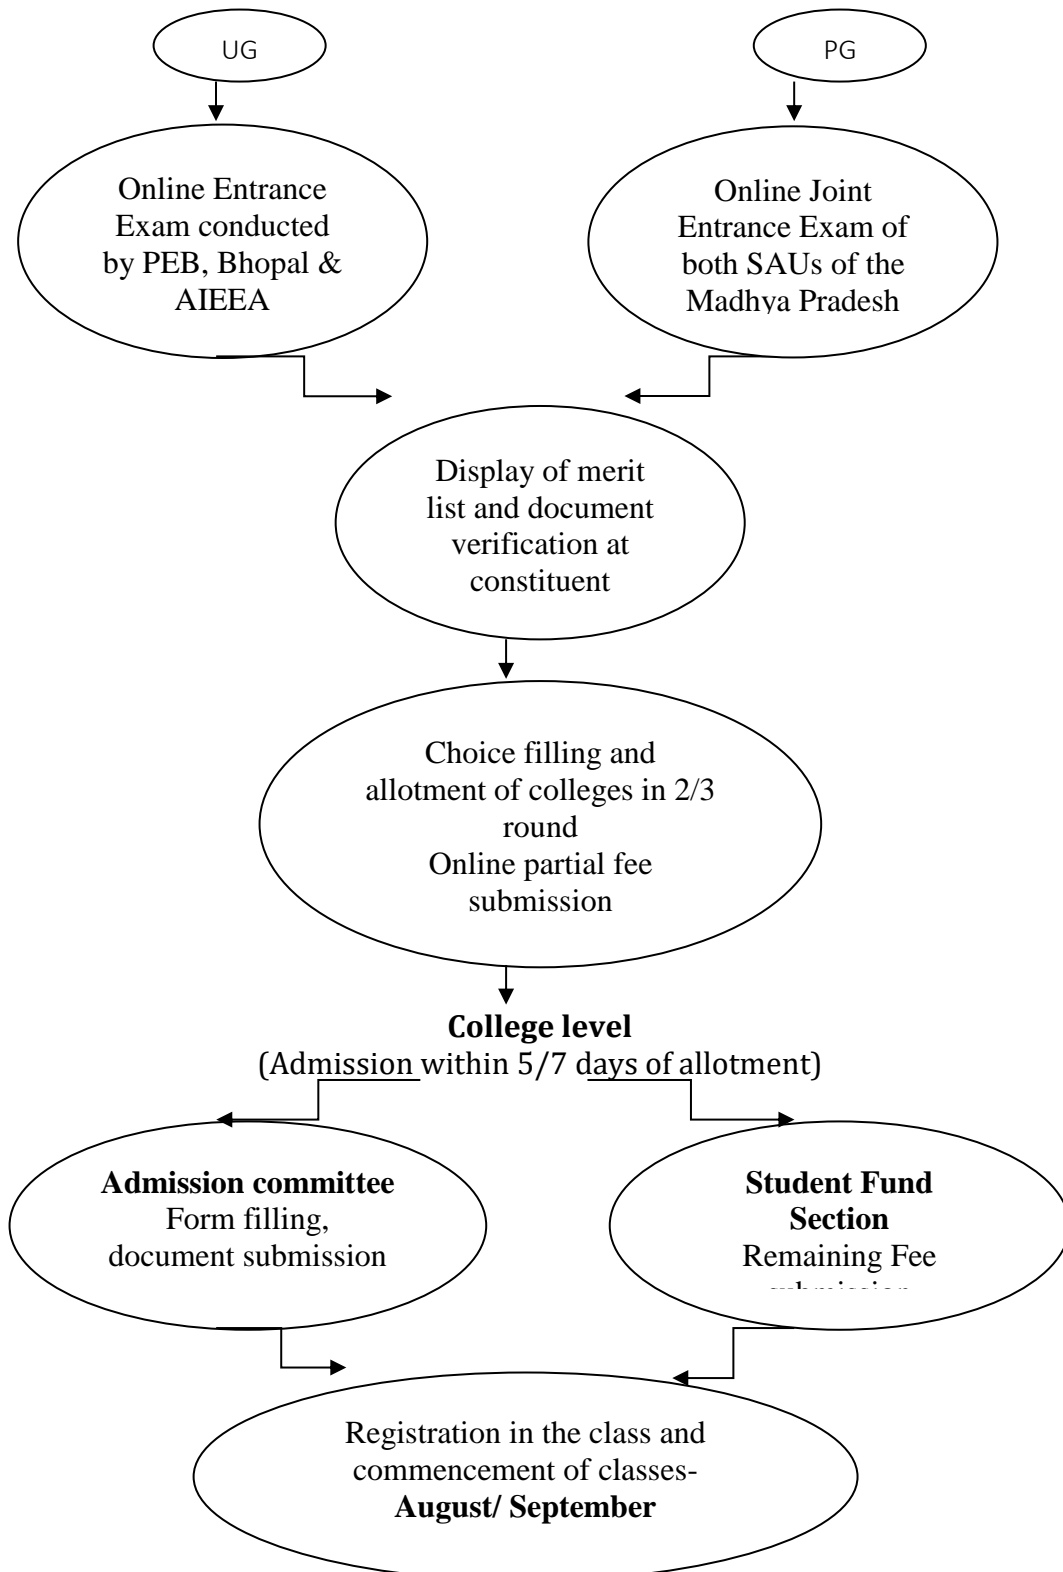 UG
PG
Online Entrance
Exam conducted
by PEB, Bhopal &
AIEEA
Online Joint
Entrance Exam of
both SAUs of the
Madhya Pradesh
Display of merit
list and document
verification at
constituent
Choice filling and
allotment of colleges in 2/3
round
Online partial fee
submission
College level
(Admission within 5/7 days of allotment)
Admission committee
Form filling,
document submission
Student Fund
Section
Remaining Fee
Registration in the class and
commencement of classes-
August/ September